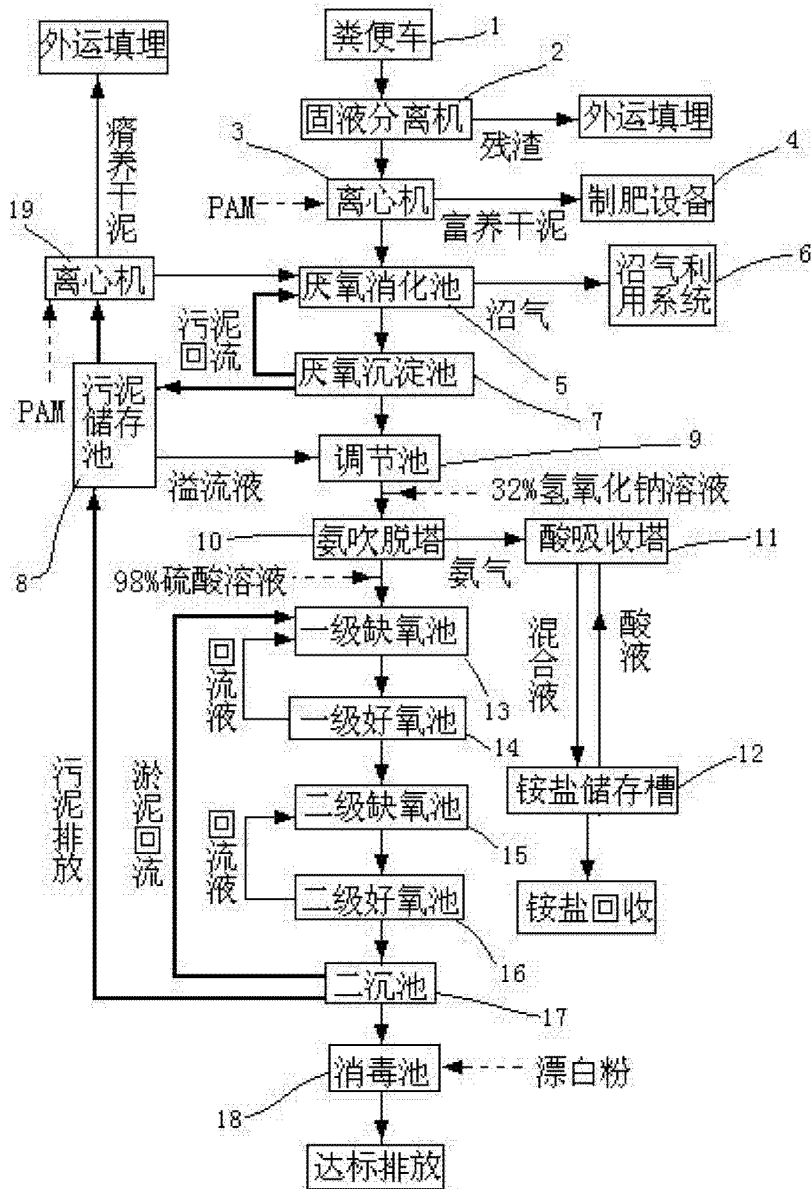 外运填埋
粪便车
1
2
固液分离机
残渣
外运填埋
3
4
瘠养干泥
PAM
离心机
富养干泥
制肥设备
19
离心机
厌氧消化池
沼气
沼气利
用系统
6
污泥
回流
5
厌氧沉淀池
7
PAM
污泥
储存
池
8
溢流液
调节池
9
32%氢氧化钠溶液
10
氨吹脱塔
氨气
酸吸收塔
11
98%硫酸溶液
一级缺氧池
13
回流液
混合液
酸液
一级好氧池
14
铵盐储存槽
12
污泥排放
淤泥回流
二级缺氧池
15
回流液
二级好氧池
16
铵盐回收
二沉池
17
消毒池
18
漂白粉
达标排放